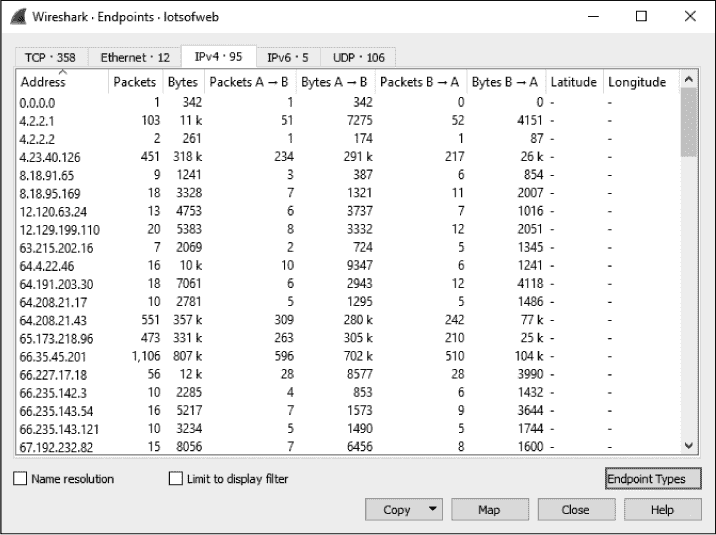 Wireshark · Endpoints · lotsofweb
TCP · 358 Ethernet · 12 IPv4 · 95 IPv6 · 5 UDP · 106
Address Packets Bytes Packets A → B Bytes A → B Packets B → A Bytes B → A Latitude Longitude
0.0.0.0 1 342 1 342 0 0 - -
4.2.2.1 103 11 k 51 7275 52 4151 - -
4.2.2.2 2 261 1 174 1 87 - -
4.23.40.126 451 318 k 234 291 k 217 26 k - -
8.18.91.65 9 1241 3 387 6 854 - -
8.18.95.169 18 3328 7 1321 11 2007 - -
12.120.63.24 13 4753 6 3737 7 1016 - -
12.129.199.110 20 5383 8 3332 12 2051 - -
63.215.202.16 7 2069 2 724 5 1345 - -
64.4.22.46 16 10 k 10 9347 6 1241 - -
64.191.203.30 18 7061 6 2943 12 4118 - -
64.208.21.17 10 2781 5 1295 5 1486 - -
64.208.21.43 551 357 k 309 280 k 242 77 k - -
65.173.218.96 473 331 k 263 305 k 210 25 k - -
66.35.45.201 1,106 807 k 596 702 k 510 104 k - -
66.227.17.18 56 12 k 28 8577 28 3990 - -
66.235.142.3 10 2285 4 853 6 1432 - -
66.235.143.54 16 5217 7 1573 9 3644 - -
66.235.143.121 10 3234 5 1490 5 1744 - -
67.192.232.82 15 8056 7 6456 8 1600 - -
Name resolution Limit to display filter Endpoint Types
Copy Map Close Help